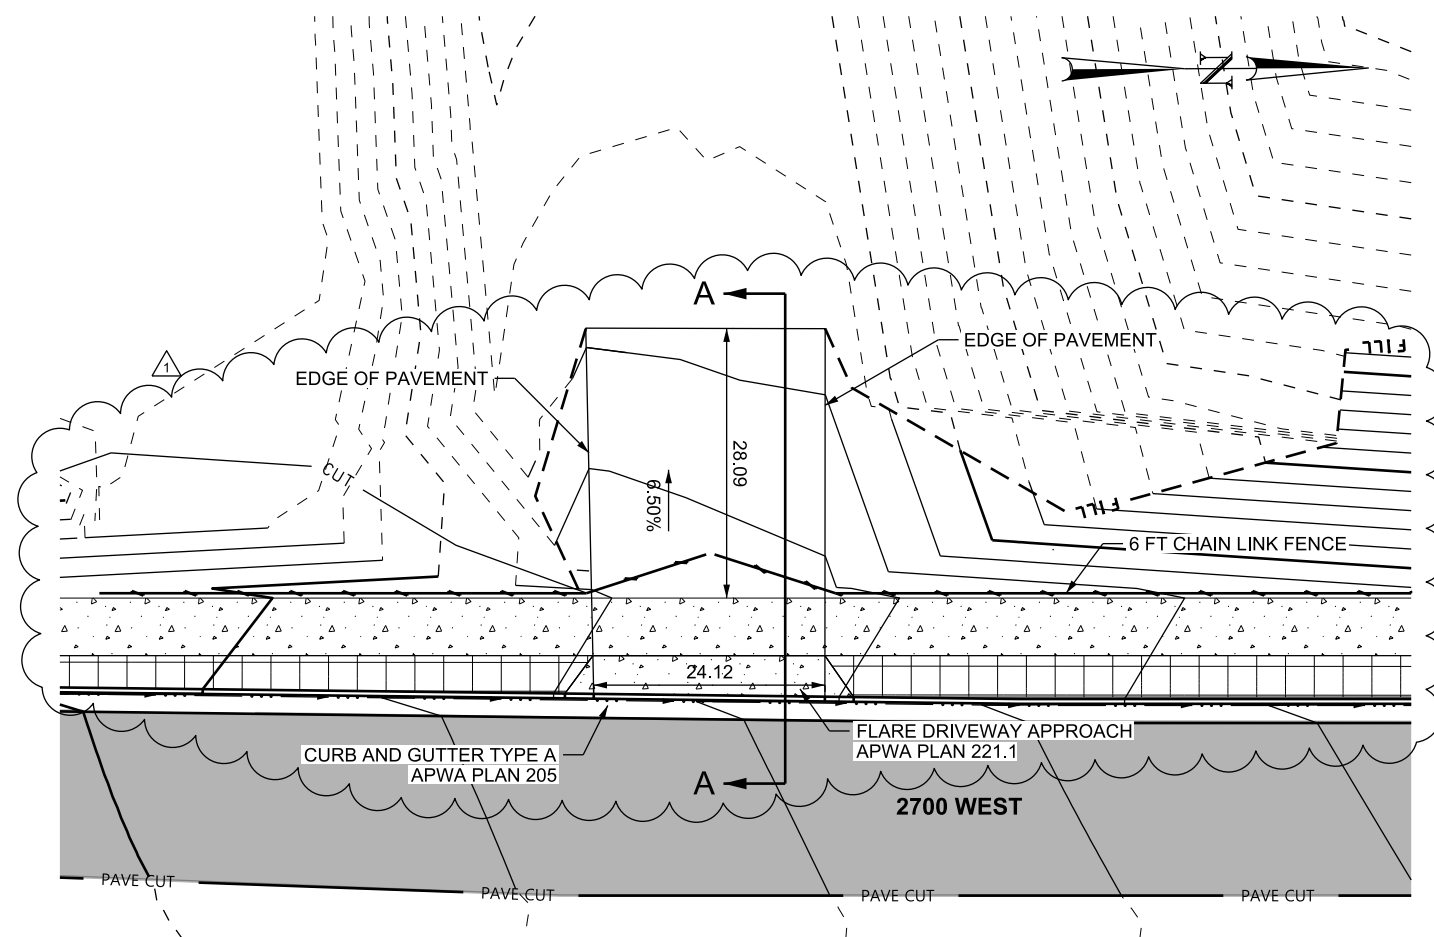 N
A
EDGE OF PAVEMENT
FILL
1
EDGE OF PAVEMENT
28.09
CUT
6.50%
FILL
6 FT CHAIN LINK FENCE
24.12
CURB AND GUTTER TYPE A
APWA PLAN 205
FLARE DRIVEWAY APPROACH
APWA PLAN 221.1
A
2700 WEST
PAVE CUT
PAVE CUT
PAVE CUT
PAVE CUT